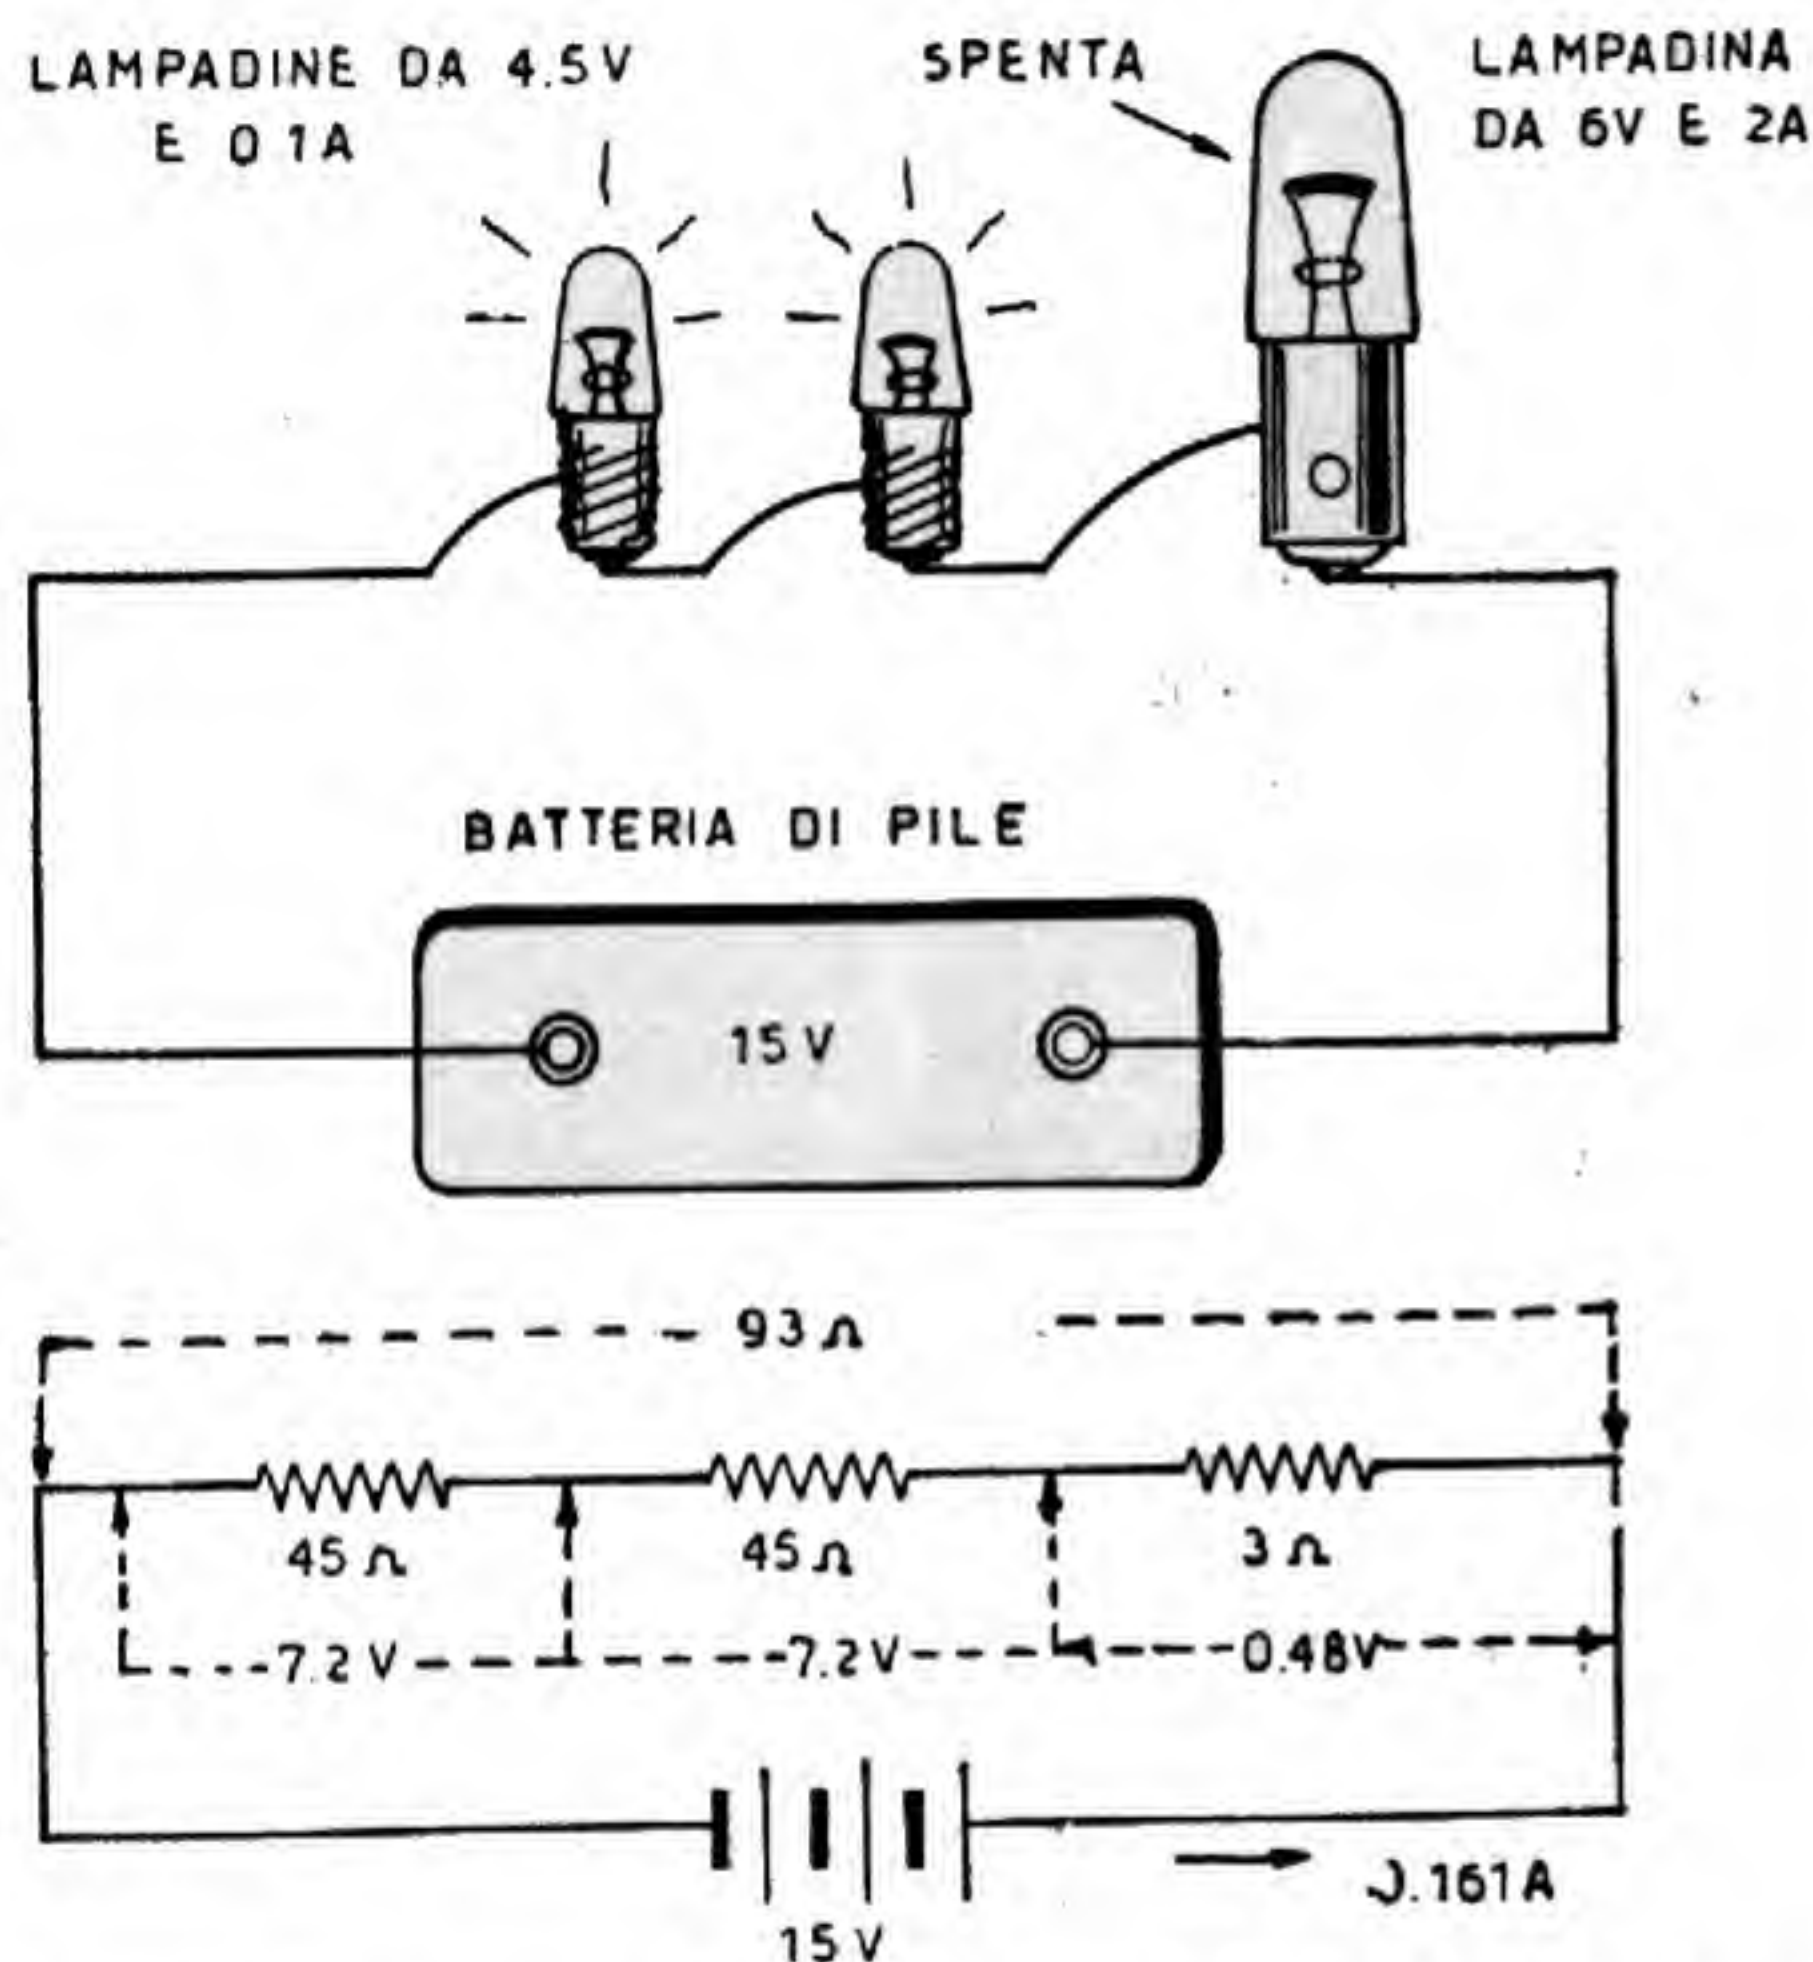 LAMPADINE DA 4.5V
E 0 1A
SPENTA
LAMPADINA
DA 6V E 2A
BATTERIA DI PILE
15 V
93 Ω
45 Ω
45 Ω
3 Ω
7.2 V
7.2 V
0.48V
15 V
0.161A